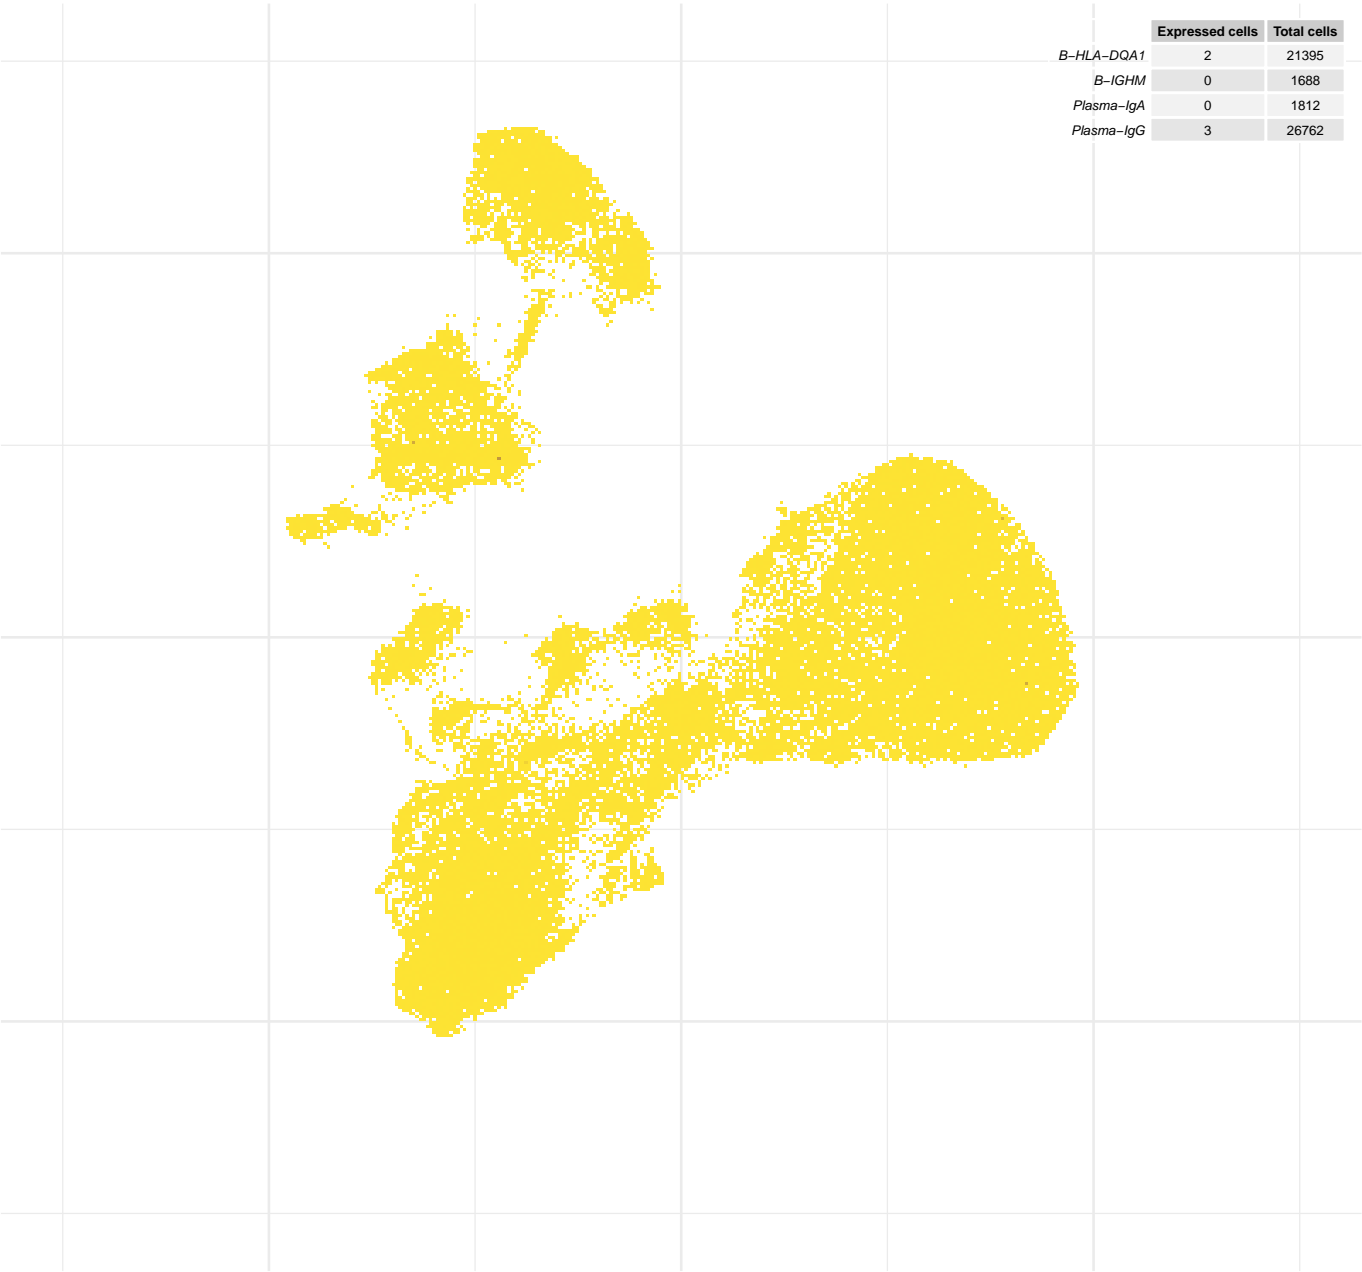 Expressed cells Total cells
B−HLA−DQA1 2 21395
B−IGHM 0 1688
Plasma−IgA 0 1812
Plasma−IgG 3 26762